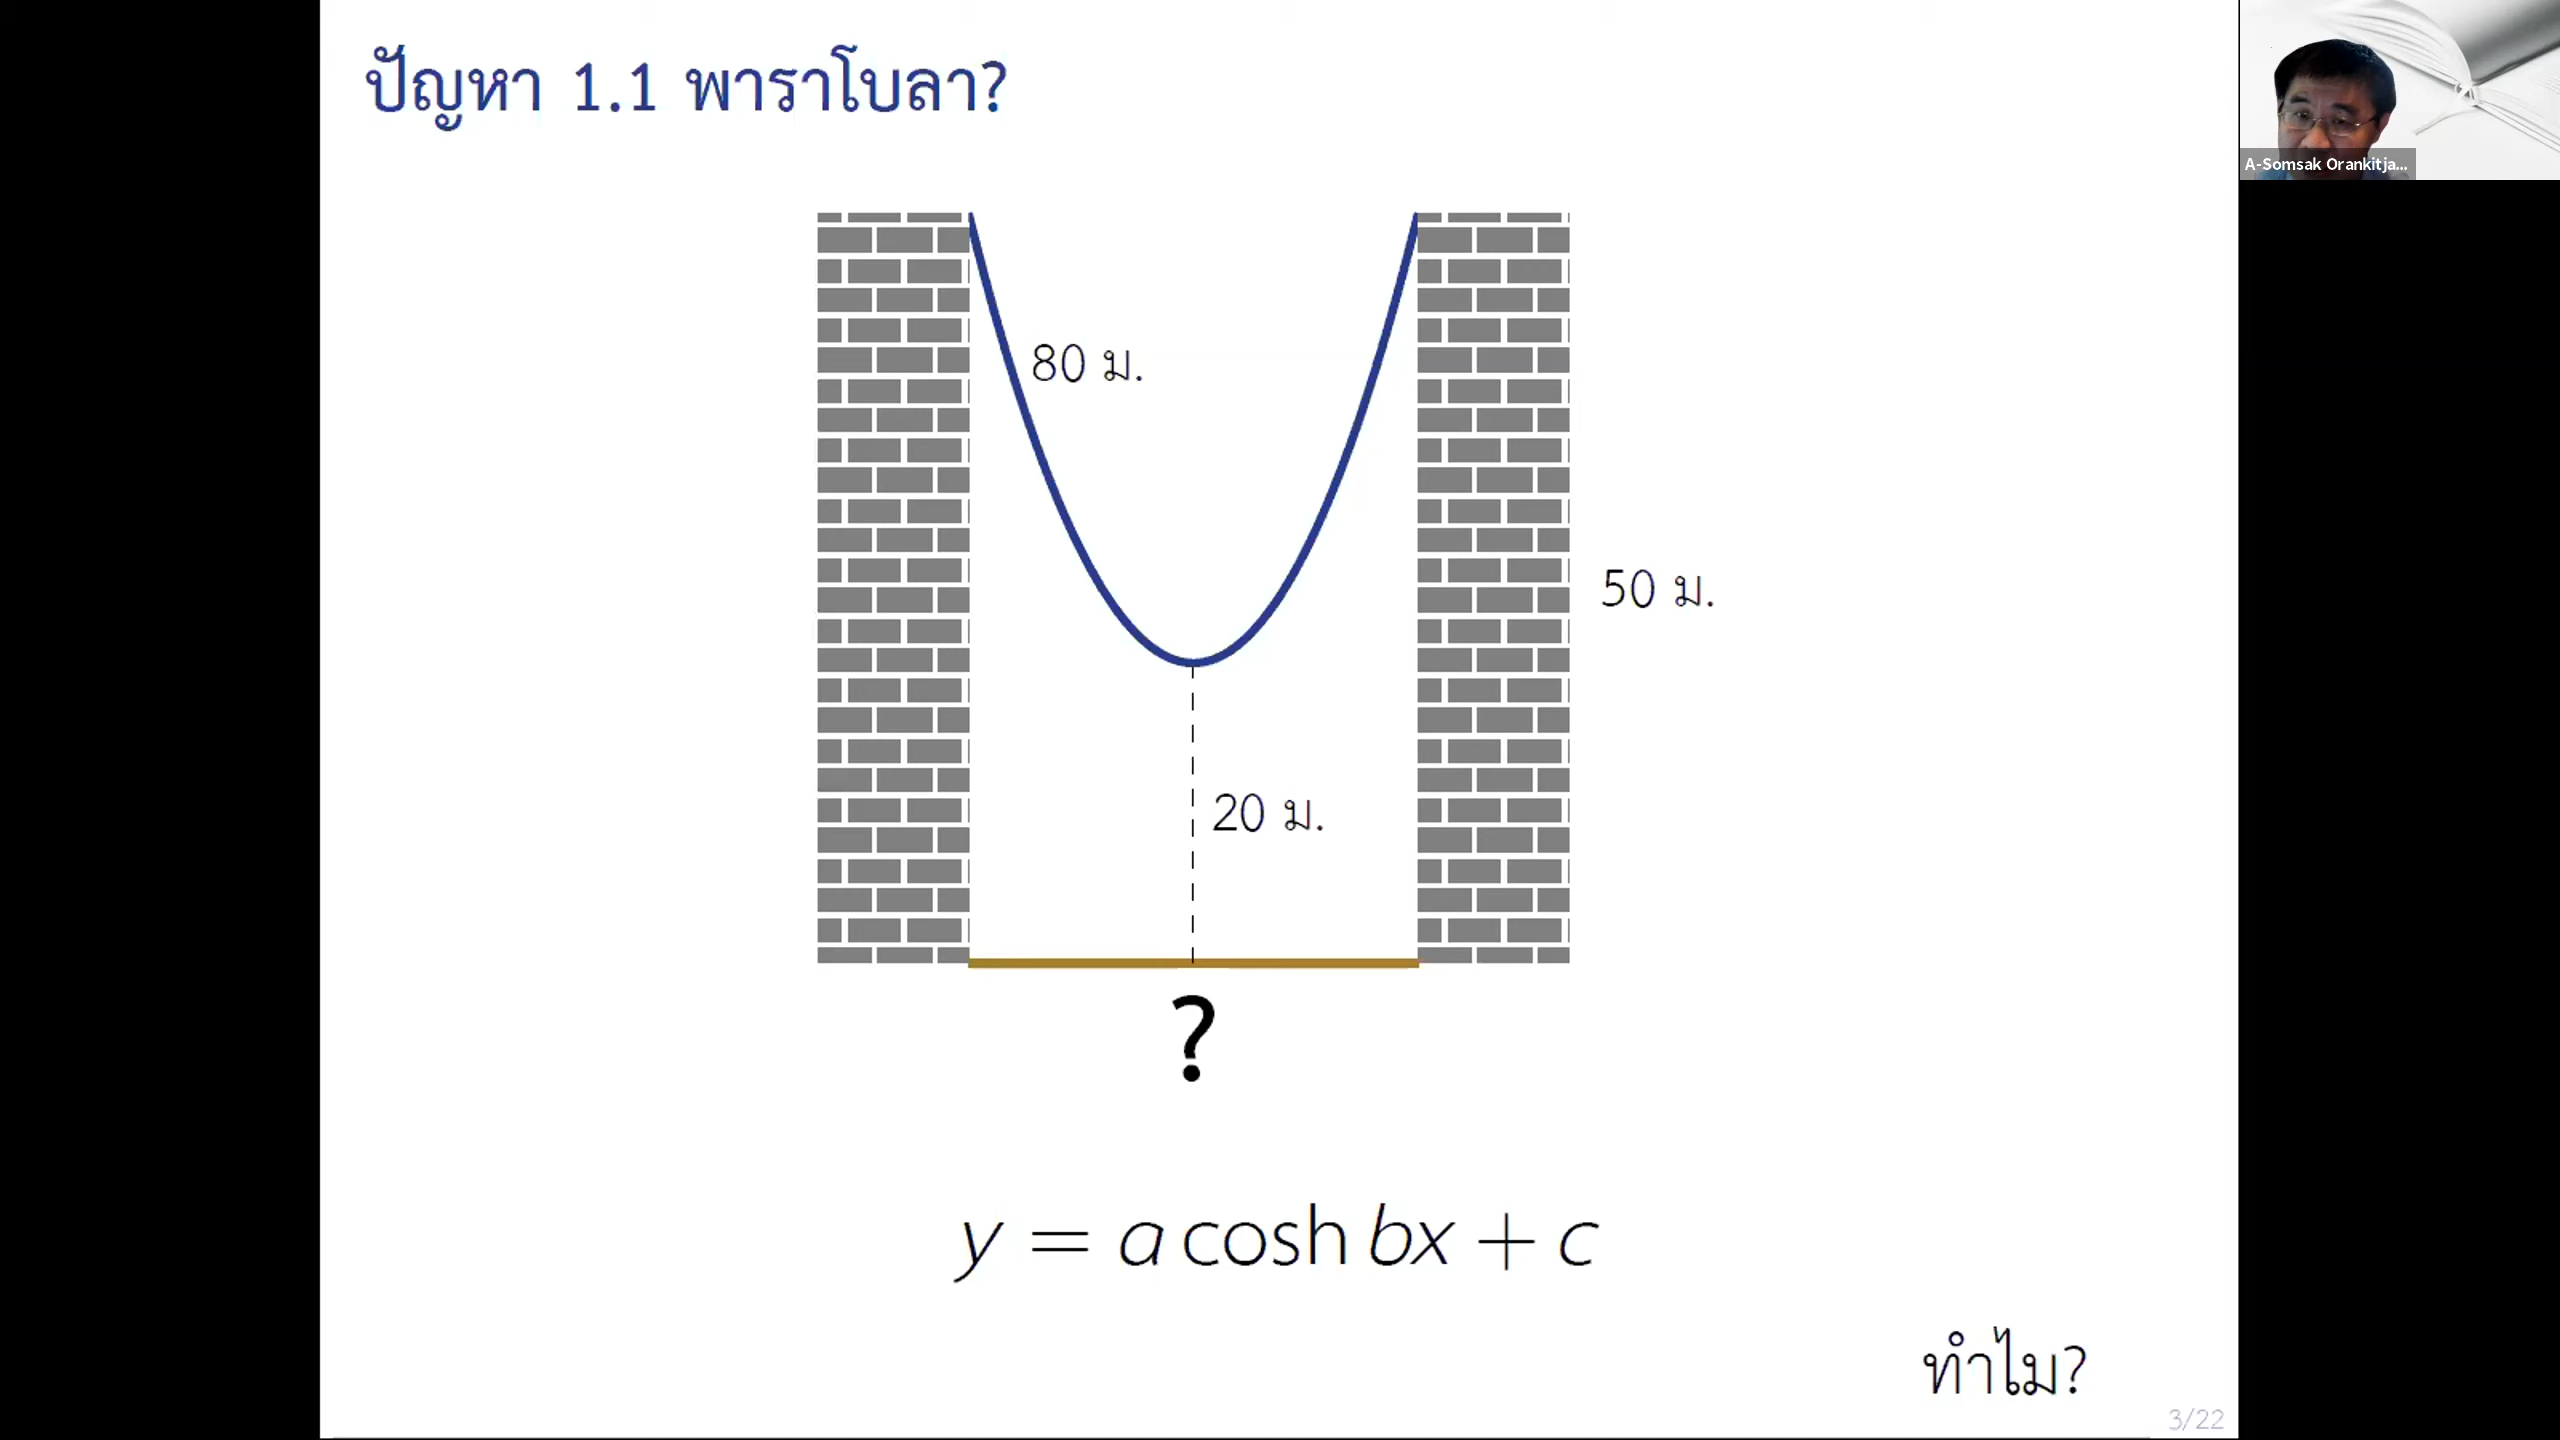 ปัญหา 1.1 พาราโบลา?
A-Somsak Orankitja...
80 ม.
50 ม.
20 ม.
?
y = a cosh bx + c
ทำไม?
3/22